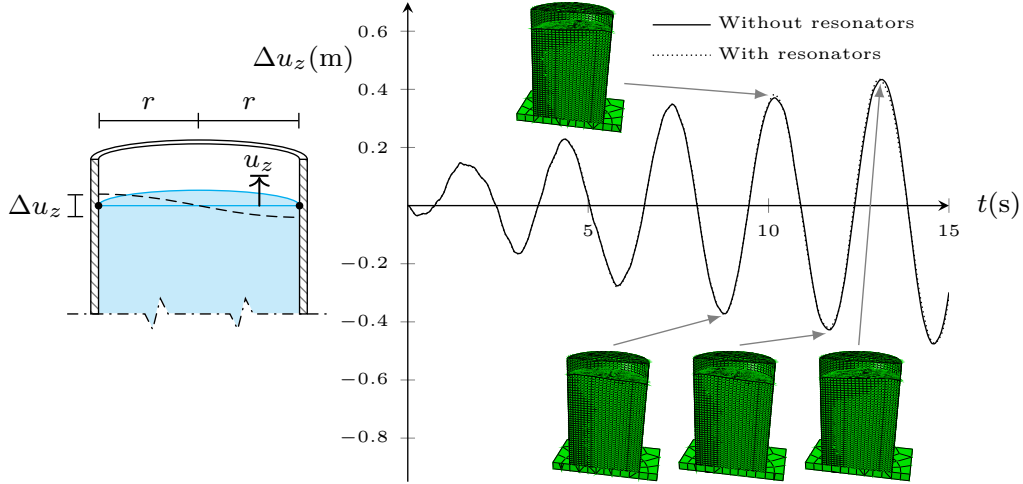 r
r
u_z
Δu_z
Δu_z(m)
0.6
0.4
0.2
−0.2
−0.4
−0.6
−0.8
5
10
15
t(s)
Without resonators
With resonators